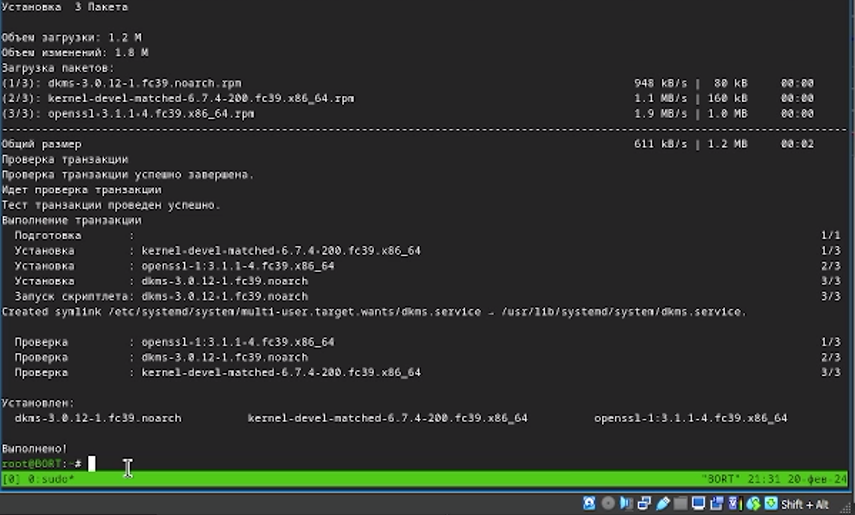 Установка 3 Пакета
Объем загрузки: 1.2 M
Объем изменений: 1.8 M
Загрузка пакетов:
(1/3): dkms-3.0.12-1.fc39.noarch.rpm 948 kB/s | 80 kB 00:00
(2/3): kernel-devel-matched-6.7.4-200.fc39.x86_64.rpm 1.1 MB/s | 160 kB 00:00
(3/3): openssl-3.1.1-4.fc39.x86_64.rpm 1.9 MB/s | 1.0 MB 00:00
--------------------------------------------------------------------------------
Общий размер 611 kB/s | 1.2 MB 00:02
Проверка транзакции
Проверка транзакции успешно завершена.
Идет проверка транзакции
Тест транзакции проведен успешно.
Выполнение транзакции
Подготовка : 1/1
Установка : kernel-devel-matched-6.7.4-200.fc39.x86_64 1/3
Установка : openssl-1:3.1.1-4.fc39.x86_64 2/3
Установка : dkms-3.0.12-1.fc39.noarch 3/3
Запуск скриптлета: dkms-3.0.12-1.fc39.noarch 3/3
Created symlink /etc/systemd/system/multi-user.target.wants/dkms.service → /usr/lib/systemd/system/dkms.service.
Проверка : openssl-1:3.1.1-4.fc39.x86_64 1/3
Проверка : dkms-3.0.12-1.fc39.noarch 2/3
Проверка : kernel-devel-matched-6.7.4-200.fc39.x86_64 3/3
Установлен:
dkms-3.0.12-1.fc39.noarch kernel-devel-matched-6.7.4-200.fc39.x86_64 openssl-1:3.1.1-4.fc39.x86_64
Выполнено!
root@BORT:~#
[0] 0:sudo* "BORT" 21:31 20-фев-24
Shift + Alt